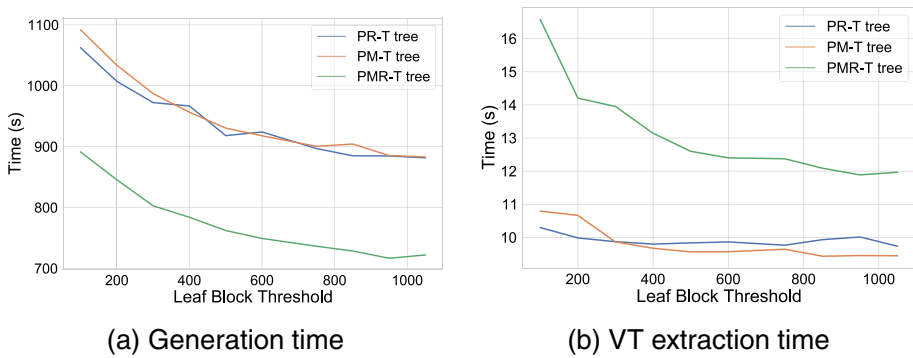 1100
1000
900
800
700
Time (s)
PR-T tree
PM-T tree
PMR-T tree
200 400 600 800 1000
Leaf Block Threshold
(a) Generation time
16
15
14
13
12
11
10
Time (s)
PR-T tree
PM-T tree
PMR-T tree
200 400 600 800 1000
Leaf Block Threshold
(b) VT extraction time